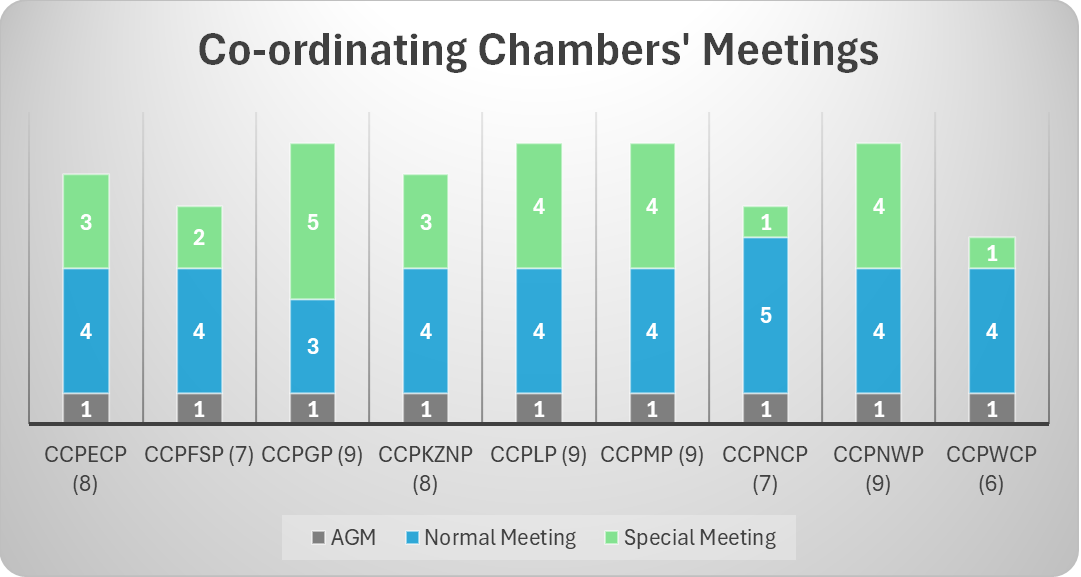 Co-ordinating Chambers' Meetings
3 2 5 3 4 4 1 4 1
4 4 3 4 4 4 5 4 4
1 1 1 1 1 1 1 1 1
CCPECP (8) CCPFSP (7) CCPGP (9) CCPKZNP (8) CCPLP (9) CCPMP (9) CCPNCP (7) CCPNWP (9) CCPWCP (6)
AGM Normal Meeting Special Meeting